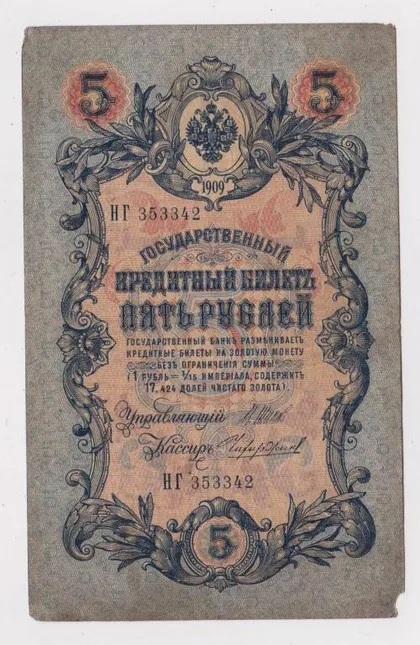 5 5
1909
НГ 353342
ГОСУДАРСТВЕННЫЙ
КРЕДИТНЫЙ БИЛЕТЪ
ПЯТЬ РУБЛЕЙ
ГОСУДАРСТВЕННЫЙ БАНКЪ РАЗМѢНИВАЕТЪ
КРЕДИТНЫЕ БИЛЕТЫ НА ЗОЛОТУЮ МОНЕТУ
БЕЗЪ ОГРАНИЧЕНІЯ СУММЫ
(1 РУБЛЬ = 1/15 ИМПЕРІАЛА, СОДЕРЖИТЪ
17,424 ДОЛЕЙ ЧИСТАГО ЗОЛОТА).
Управляющій
Кассиръ
НГ 353342
5